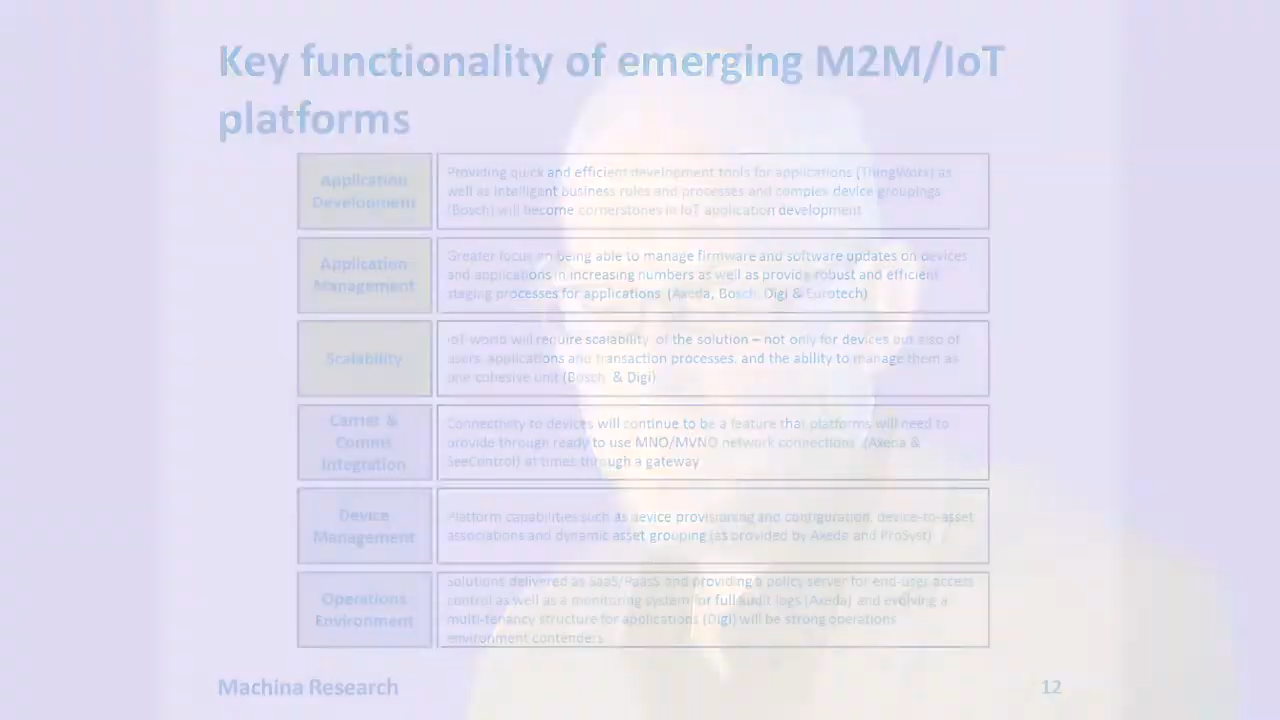 Key functionality of emerging M2M/IoT
platforms
Application
Development
Providing quick and efficient development tools for applications (ThingWorx) as
well as intelligent business rules and processes and complex device groupings
(Bosch) will become cornerstones in IoT application development
Application
Management
Greater focus on being able to manage firmware and software updates on devices
and applications in increasing numbers as well as provide robust and efficient
staging processes for applications (Axeda, Bosch, Digi & Eurotech)
Scalability
IoT world will require scalability of the solution – not only for devices but also of
users, applications and transaction processes, and the ability to manage them as
one cohesive unit (Bosch & Digi)
Carrier &
Comms
Integration
Connectivity to devices will continue to be a feature that platforms will need to
provide through ready to use MNO/MVNO network connections (Axeda &
SeeControl) at times through a gateway
Device
Management
Platform capabilities such as device provisioning and configuration, device-to-asset
associations and dynamic asset grouping (as provided by Axeda and ProSyst)
Operations
Environment
Solutions delivered as SaaS/PaaS and providing a policy server for end-user access
control as well as a monitoring system for full audit logs (Axeda) and evolving a
multi-tenancy structure for applications (Digi) will be strong operations
environment contenders
Machina Research
12